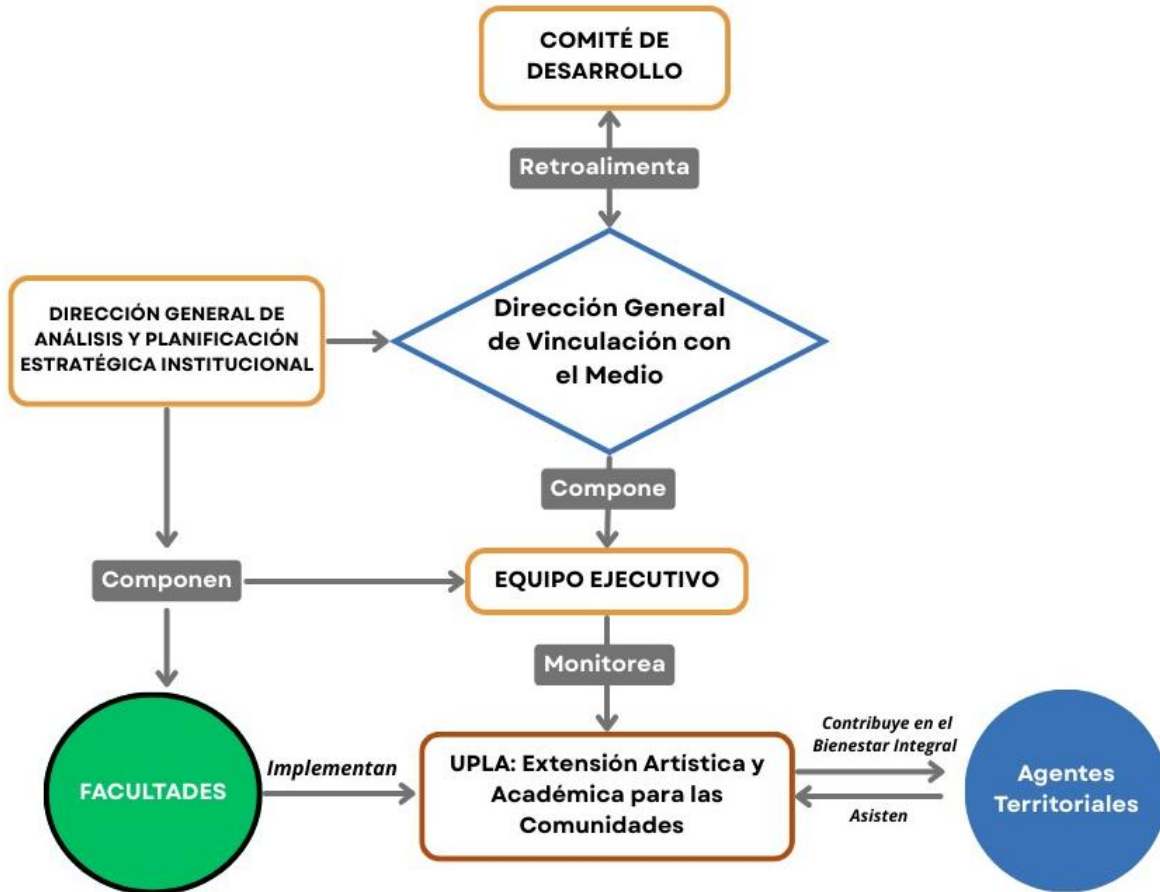 COMITÉ DE
DESARROLLO
Retroalimenta
DIRECCIÓN GENERAL DE
ANÁLISIS Y PLANIFICACIÓN
ESTRATÉGICA INSTITUCIONAL
Dirección General
de Vinculación con
el Medio
Compone
Componen
EQUIPO EJECUTIVO
Monitorea
FACULTADES
Implementan
UPLA: Extensión Artística y
Académica para las
Comunidades
Contribuye en el
Bienestar Integral
Asisten
Agentes
Territoriales